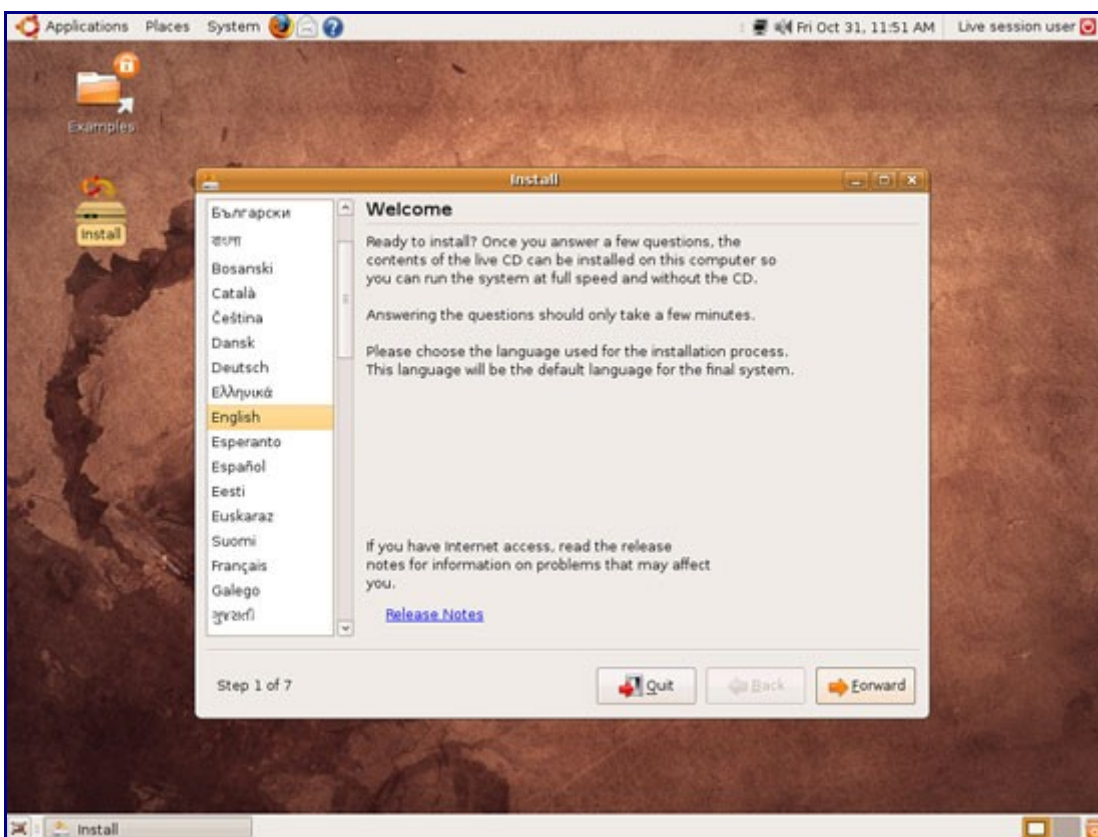 Applications Places System
Fri Oct 31, 11:51 AM Live session user
Examples
Install
Install
Български
বাংলা
Bosanski
Català
Čeština
Dansk
Deutsch
Ελληνικά
English
Esperanto
Español
Eesti
Euskaraz
Suomi
Français
Galego
ગુજરાતી
Welcome
Ready to install? Once you answer a few questions, the
contents of the live CD can be installed on this computer so
you can run the system at full speed and without the CD.
Answering the questions should only take a few minutes.
Please choose the language used for the installation process.
This language will be the default language for the final system.
If you have Internet access, read the release
notes for information on problems that may affect
you.
Release Notes
Step 1 of 7
Quit Back Forward
Install